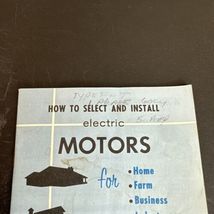 HOW TO SELECT AND INSTALL
electric
MOTORS
for
• Home
• Farm
• Business